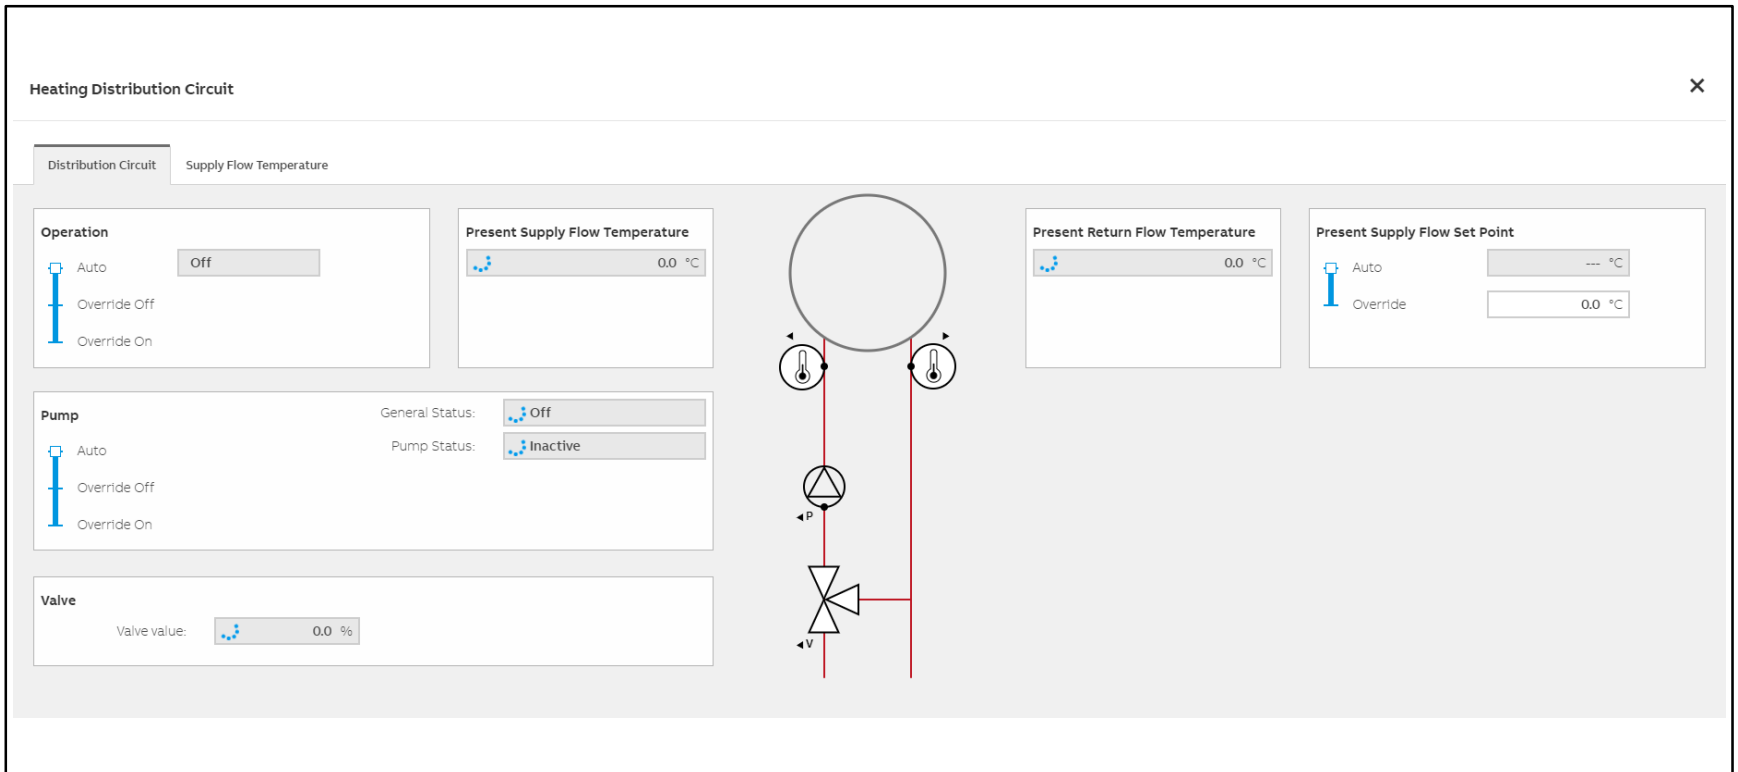 Heating Distribution Circuit
Distribution Circuit
Supply Flow Temperature
Operation
Auto
Off
Override Off
Override On
Present Supply Flow Temperature
0.0 °C
Present Return Flow Temperature
0.0 °C
Present Supply Flow Set Point
Auto
--- °C
Override
0.0 °C
Pump
General Status:
Off
Auto
Pump Status:
Inactive
Override Off
Override On
P
Valve
Valve value:
0.0 %
V